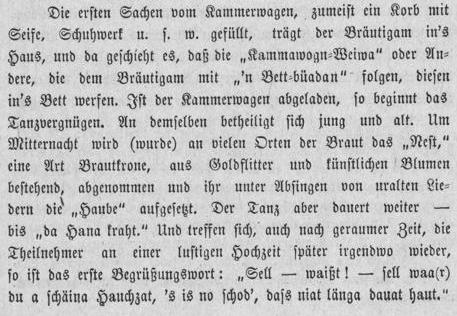 Die ersten Sachen vom Kammerwagen, zumeist ein Korb mit
Seife, Schuhwerk u. s. w. gefüllt, trägt der Bräutigam in's
Haus, und da geschieht es, daß die „Kammawogn-Weiwa" oder An-
dere, die dem Bräutigam mit „'n Bett-büadan" folgen, diesen
in's Bett werfen. Ist der Kammerwagen abgeladen, so beginnt das
Tanzvergnügen. An demselben betheiligt sich jung und alt. Um
Mitternacht wird (wurde) an vielen Orten der Braut das „Nest,"
eine Art Brautkrone, aus Goldflitter und künstlichen Blumen
bestehend, abgenommen und ihr unter Absingen von uralten Lie-
dern die „Haube" aufgesetzt. Der Tanz aber dauert weiter —
bis „da Hana kraht." Und treffen sich, auch nach geraumer Zeit, die
Theilnehmer an einer lustigen Hochzeit später irgendwo wieder,
so ist das erste Begrüßungswort: „Sell — waißt! — sell waa(r)
du a schäina Hauchzat, 's is no schod', dass niat länga dauat haut."